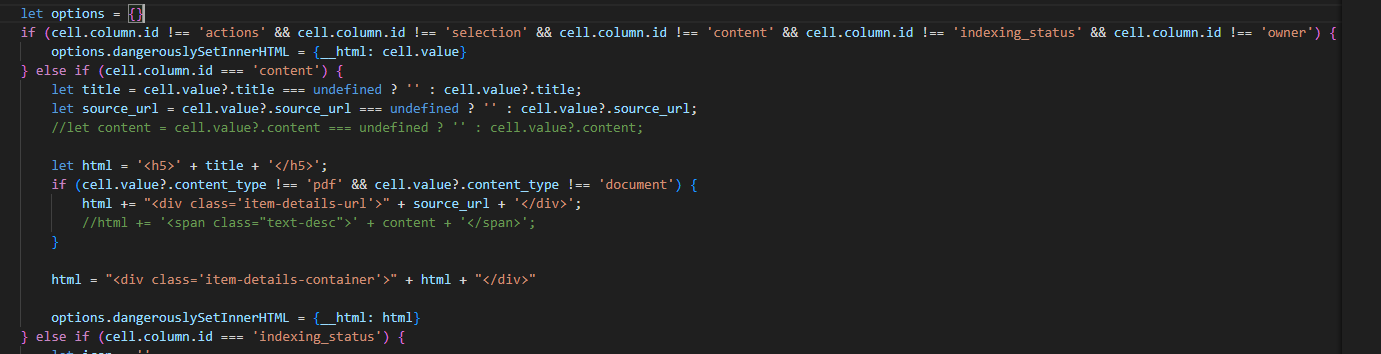 let options = {}
if (cell.column.id !== 'actions' && cell.column.id !== 'selection' && cell.column.id !== 'content' && cell.column.id !== 'indexing_status' && cell.column.id !== 'owner') {
    options.dangerouslySetInnerHTML = {__html: cell.value}
} else if (cell.column.id === 'content') {
    let title = cell.value?.title === undefined ? '' : cell.value?.title;
    let source_url = cell.value?.source_url === undefined ? '' : cell.value?.source_url;
    //let content = cell.value?.content === undefined ? '' : cell.value?.content;

    let html = '<h5>' + title + '</h5>';
    if (cell.value?.content_type !== 'pdf' && cell.value?.content_type !== 'document') {
        html += "<div class='item-details-url'>" + source_url + '</div>';
        //html += '<span class="text-desc">' + content + '</span>';
    }

    html = "<div class='item-details-container'>" + html + "</div>"

    options.dangerouslySetInnerHTML = {__html: html}
} else if (cell.column.id === 'indexing_status') {